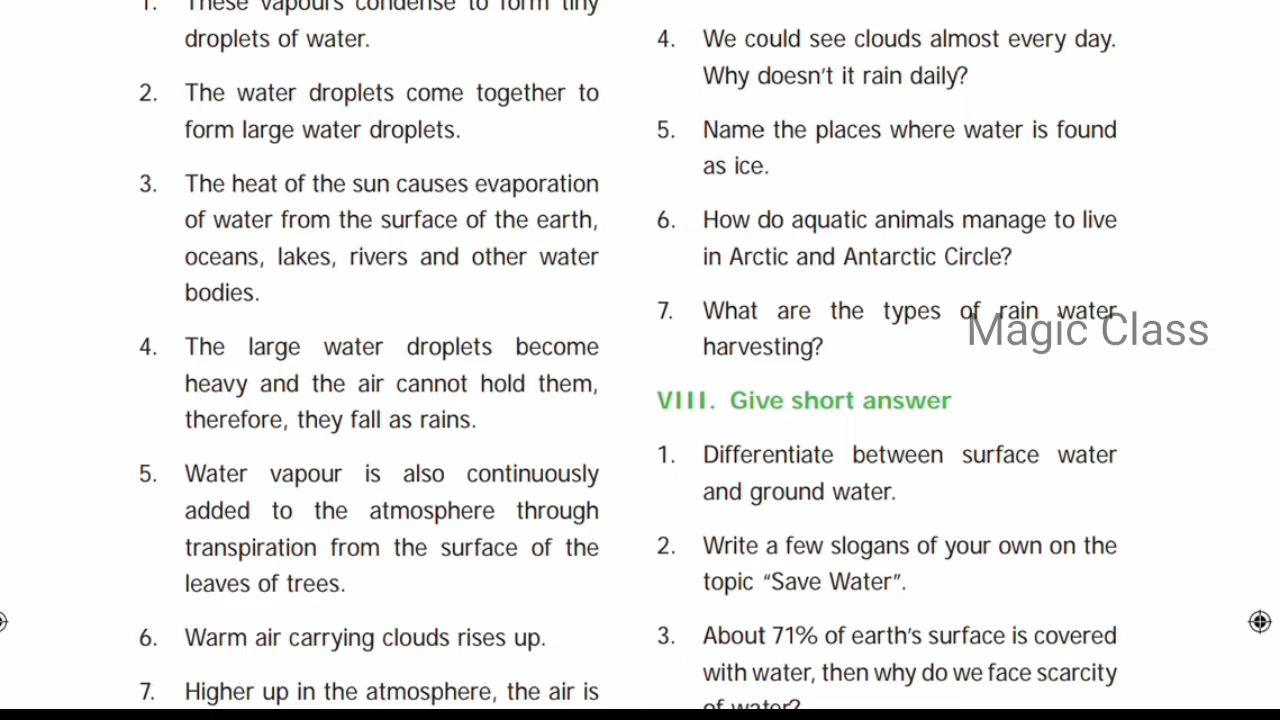 1. These vapours condense to form tiny
droplets of water.
2. The water droplets come together to
form large water droplets.
3. The heat of the sun causes evaporation
of water from the surface of the earth,
oceans, lakes, rivers and other water
bodies.
4. The large water droplets become
heavy and the air cannot hold them,
therefore, they fall as rains.
5. Water vapour is also continuously
added to the atmosphere through
transpiration from the surface of the
leaves of trees.
6. Warm air carrying clouds rises up.
7. Higher up in the atmosphere, the air is
4. We could see clouds almost every day.
Why doesn't it rain daily?
5. Name the places where water is found
as ice.
6. How do aquatic animals manage to live
in Arctic and Antarctic Circle?
7. What are the types of rain water
harvesting?
Magic Class
VIII. Give short answer
1. Differentiate between surface water
and ground water.
2. Write a few slogans of your own on the
topic “Save Water”.
3. About 71% of earth's surface is covered
with water, then why do we face scarcity
of water?